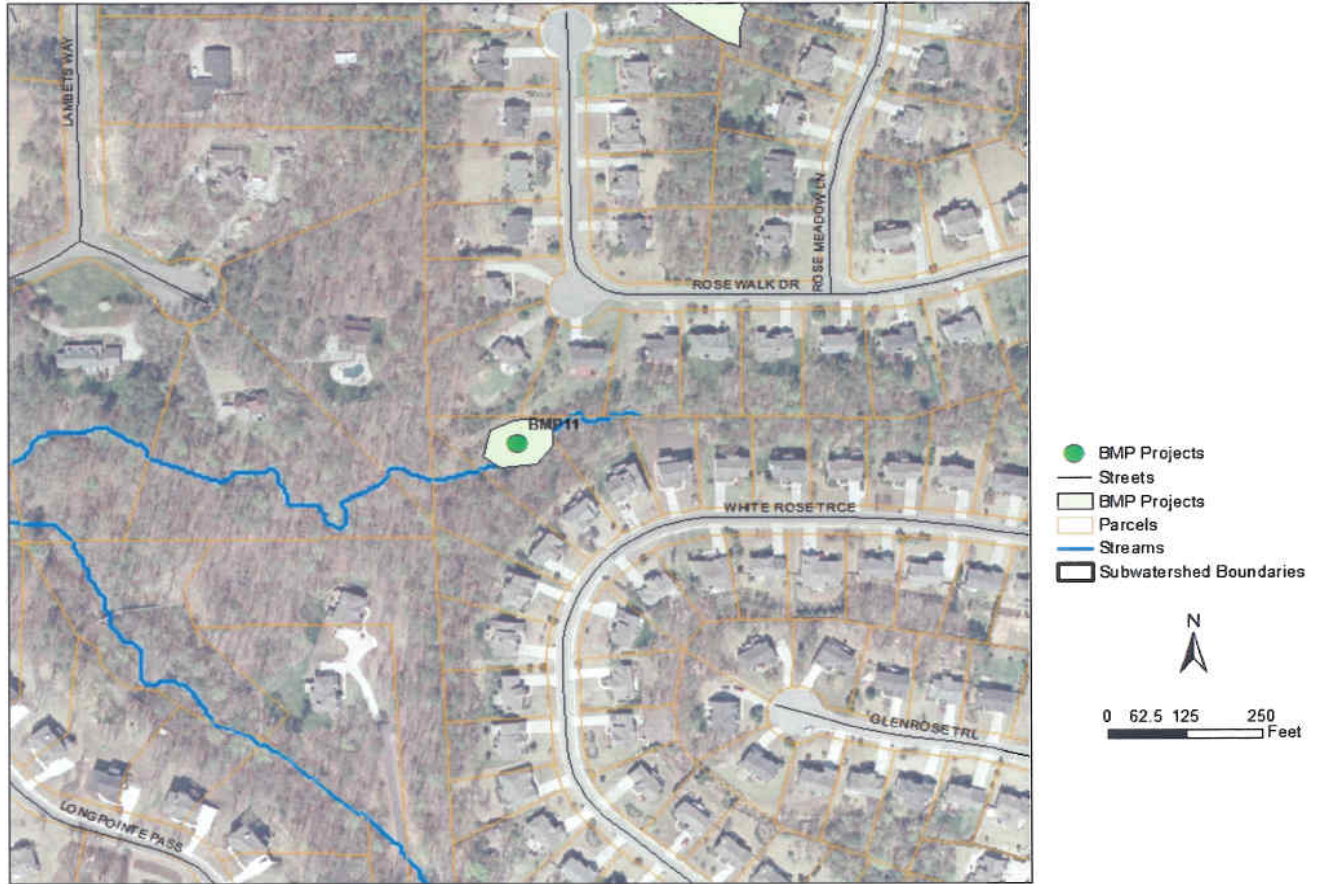 LAMBETS WAY
ROSE MEADOW LN
ROSE WALK DR
BMP11
WHITE ROSE TRCE
GLENROSE TRL
LONGPOINTE PASS
BMP Projects
Streets
BMP Projects
Parcels
Streams
Subwatershed Boundaries
N
0 62.5 125 250
Feet